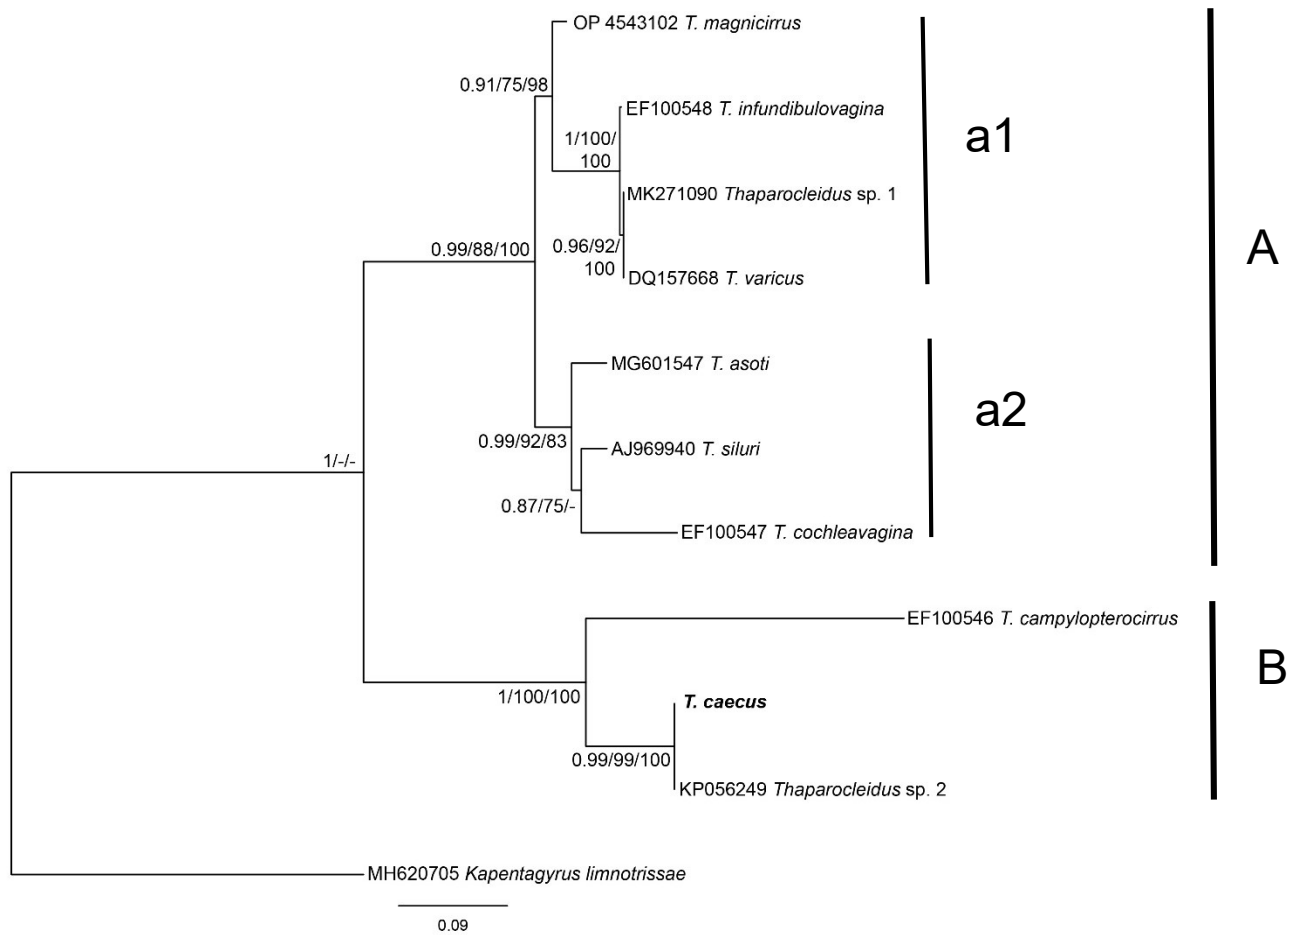 OP 4543102 T. magnicirrus
0.91/75/98
EF100548 T. infundibulovagina
a1
1/100/
100
MK271090 Thaparocleidus sp. 1
A
0.99/88/100
0.96/92/
100
DQ157668 T. varicus
MG601547 T. asoti
a2
0.99/92/83
AJ969940 T. siluri
1/-/-
0.87/75/-
EF100547 T. cochleavagina
EF100546 T. campylopterocirrus
B
1/100/100
T. caecus
0.99/99/100
KP056249 Thaparocleidus sp. 2
MH620705 Kapentagyrus limnotrissae
0.09